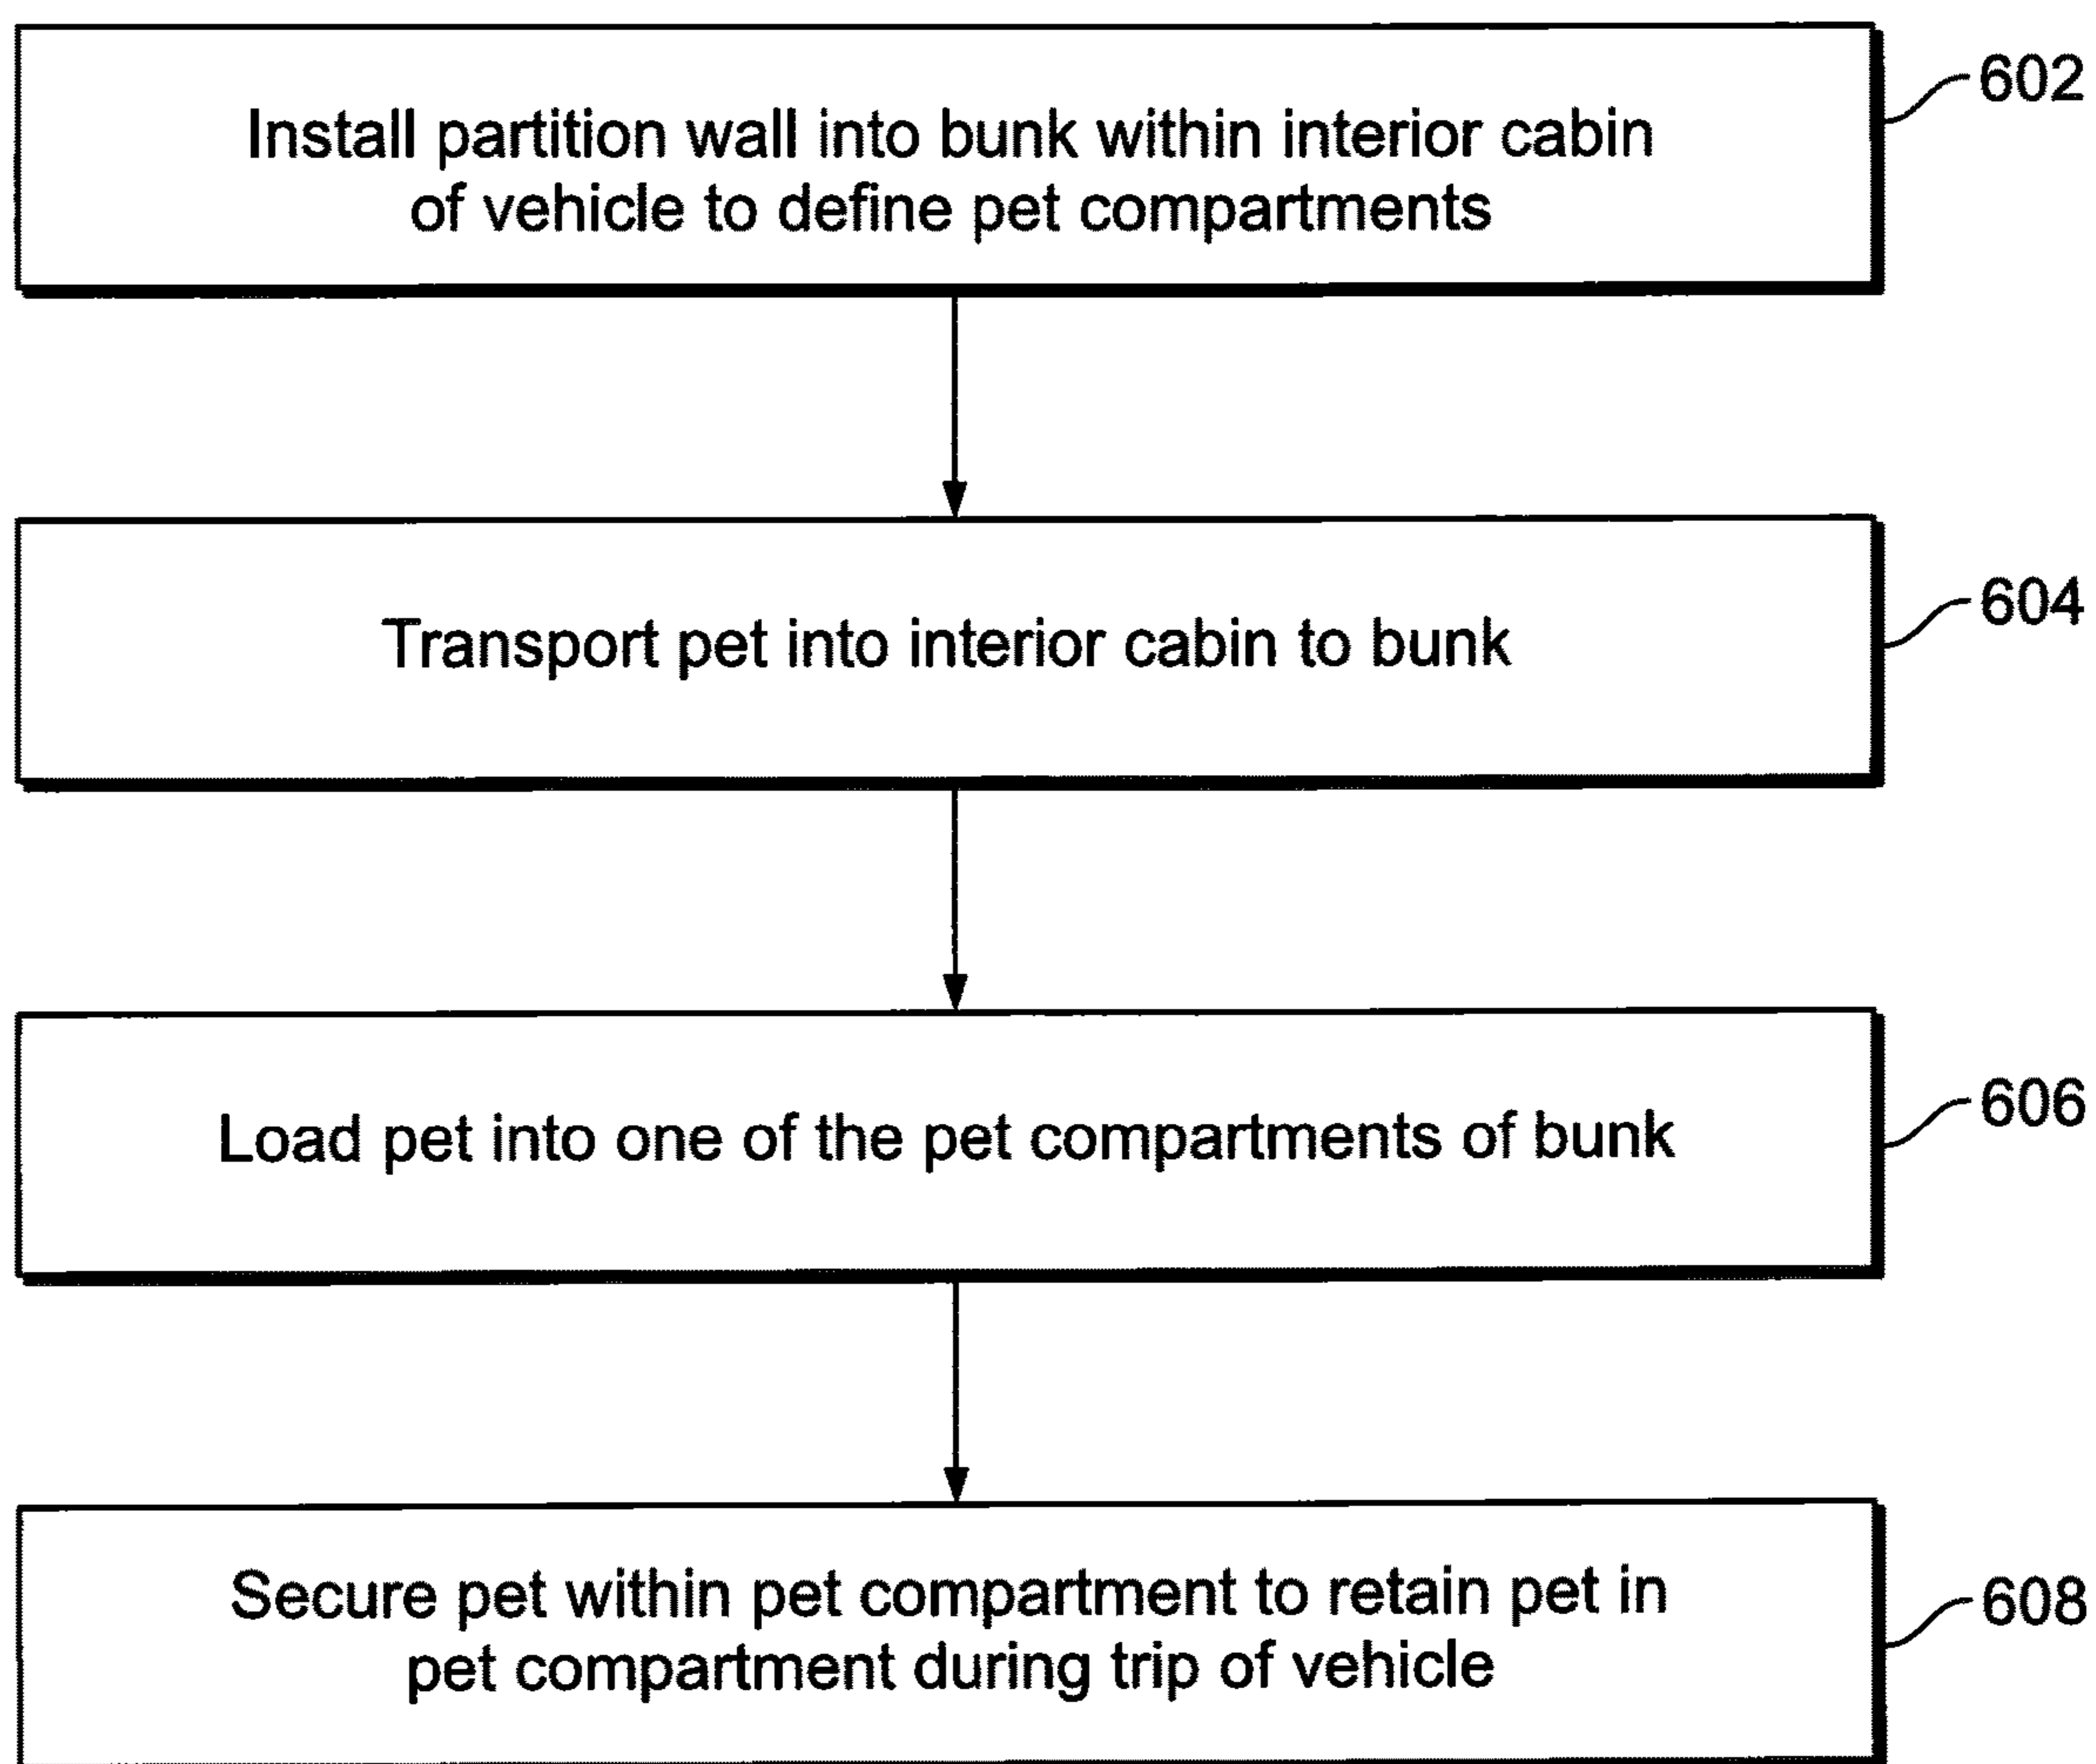 Install partition wall into bunk within interior cabin
of vehicle to define pet compartments
602
Transport pet into interior cabin to bunk
604
Load pet into one of the pet compartments of bunk
606
Secure pet within pet compartment to retain pet in
pet compartment during trip of vehicle
608